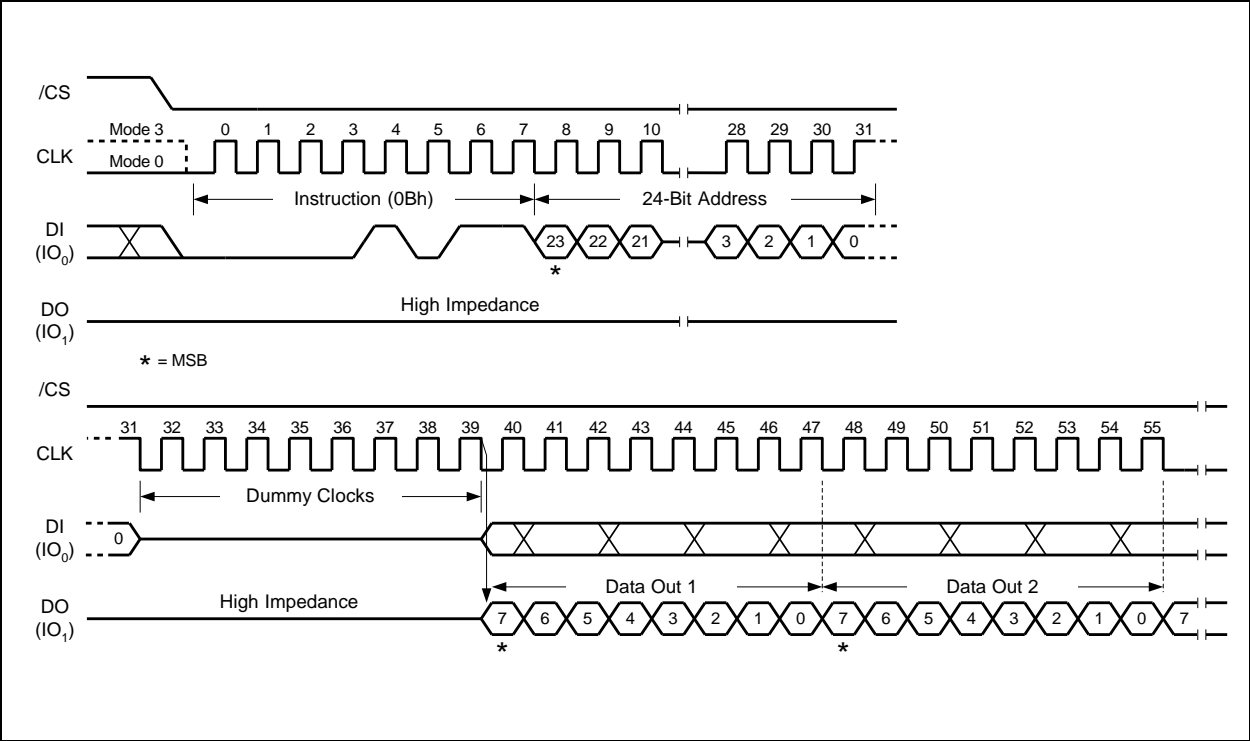 /CS
Mode 3 0 1 2 3 4 5 6 7 8 9 10 28 29 30 31
CLK
Mode 0
Instruction (0Bh) 24-Bit Address
DI
(IO0) 23 22 21 3 2 1 0
*
DO
(IO1)
High Impedance
* = MSB
/CS
31 32 33 34 35 36 37 38 39 40 41 42 43 44 45 46 47 48 49 50 51 52 53 54 55
CLK
Dummy Clocks
DI
(IO0) 0
Data Out 1 Data Out 2
High Impedance
DO
(IO1) 7 6 5 4 3 2 1 0 7 6 5 4 3 2 1 0 7
* *